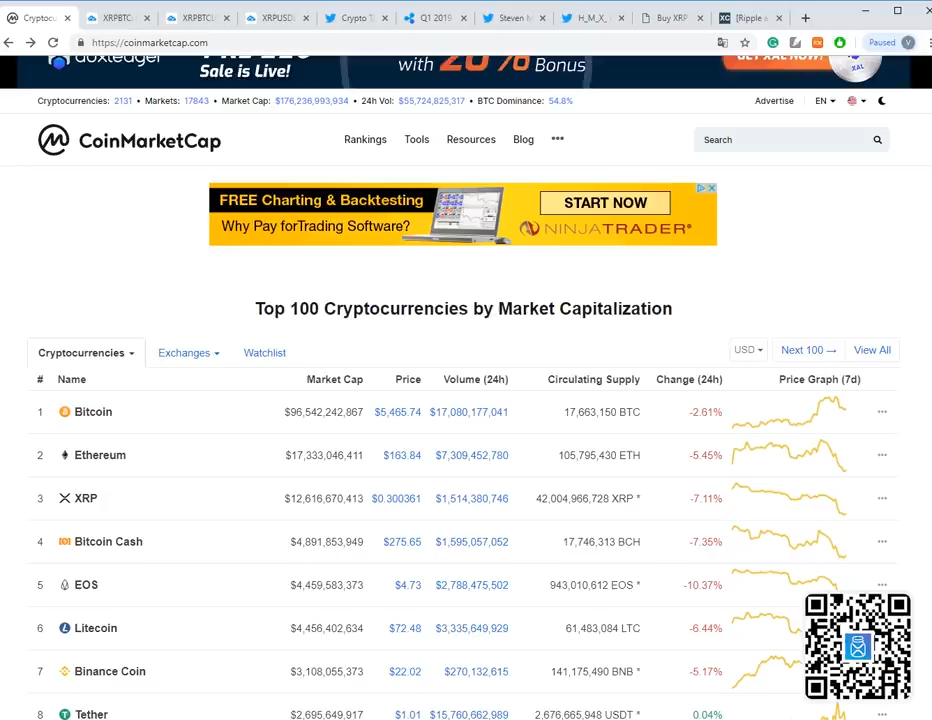 Cryptocu
XRPBTC
XRPBTCU
XRPUSD
Crypto T
Q1 2019
Steven M
H_M_X_
Buy XRP
[Ripple a
https://coinmarketcap.com
Paused V
Sale is Live!
with 20% Bonus
GET XAL NOW!
XAL
Cryptocurrencies: 2131 • Markets: 17843 • Market Cap: $176,236,993,934 • 24h Vol: $55,724,825,317 • BTC Dominance: 54.8%
Advertise EN
CoinMarketCap
Rankings Tools Resources Blog •••
Search
FREE Charting & Backtesting
Why Pay forTrading Software?
START NOW
NINJATRADER®
Top 100 Cryptocurrencies by Market Capitalization
Cryptocurrencies Exchanges Watchlist USD Next 100 → View All
# Name Market Cap Price Volume (24h) Circulating Supply Change (24h) Price Graph (7d)
1 Bitcoin $96,542,242,867 $5,465.74 $17,080,177,041 17,663,150 BTC -2.61%
2 Ethereum $17,333,046,411 $163.84 $7,309,452,780 105,795,430 ETH -5.45%
3 XRP $12,616,670,413 $0.300361 $1,514,380,746 42,004,966,728 XRP * -7.11%
4 Bitcoin Cash $4,891,853,949 $275.65 $1,595,057,052 17,746,313 BCH -7.35%
5 EOS $4,459,583,373 $4.73 $2,788,475,502 943,010,612 EOS * -10.37%
6 Litecoin $4,456,402,634 $72.48 $3,335,649,929 61,483,084 LTC -6.44%
7 Binance Coin $3,108,055,373 $22.02 $270,132,615 141,175,490 BNB * -5.17%
8 Tether $2,695,649,917 $1.01 $15,760,662,989 2,676,665,948 USDT * 0.04%